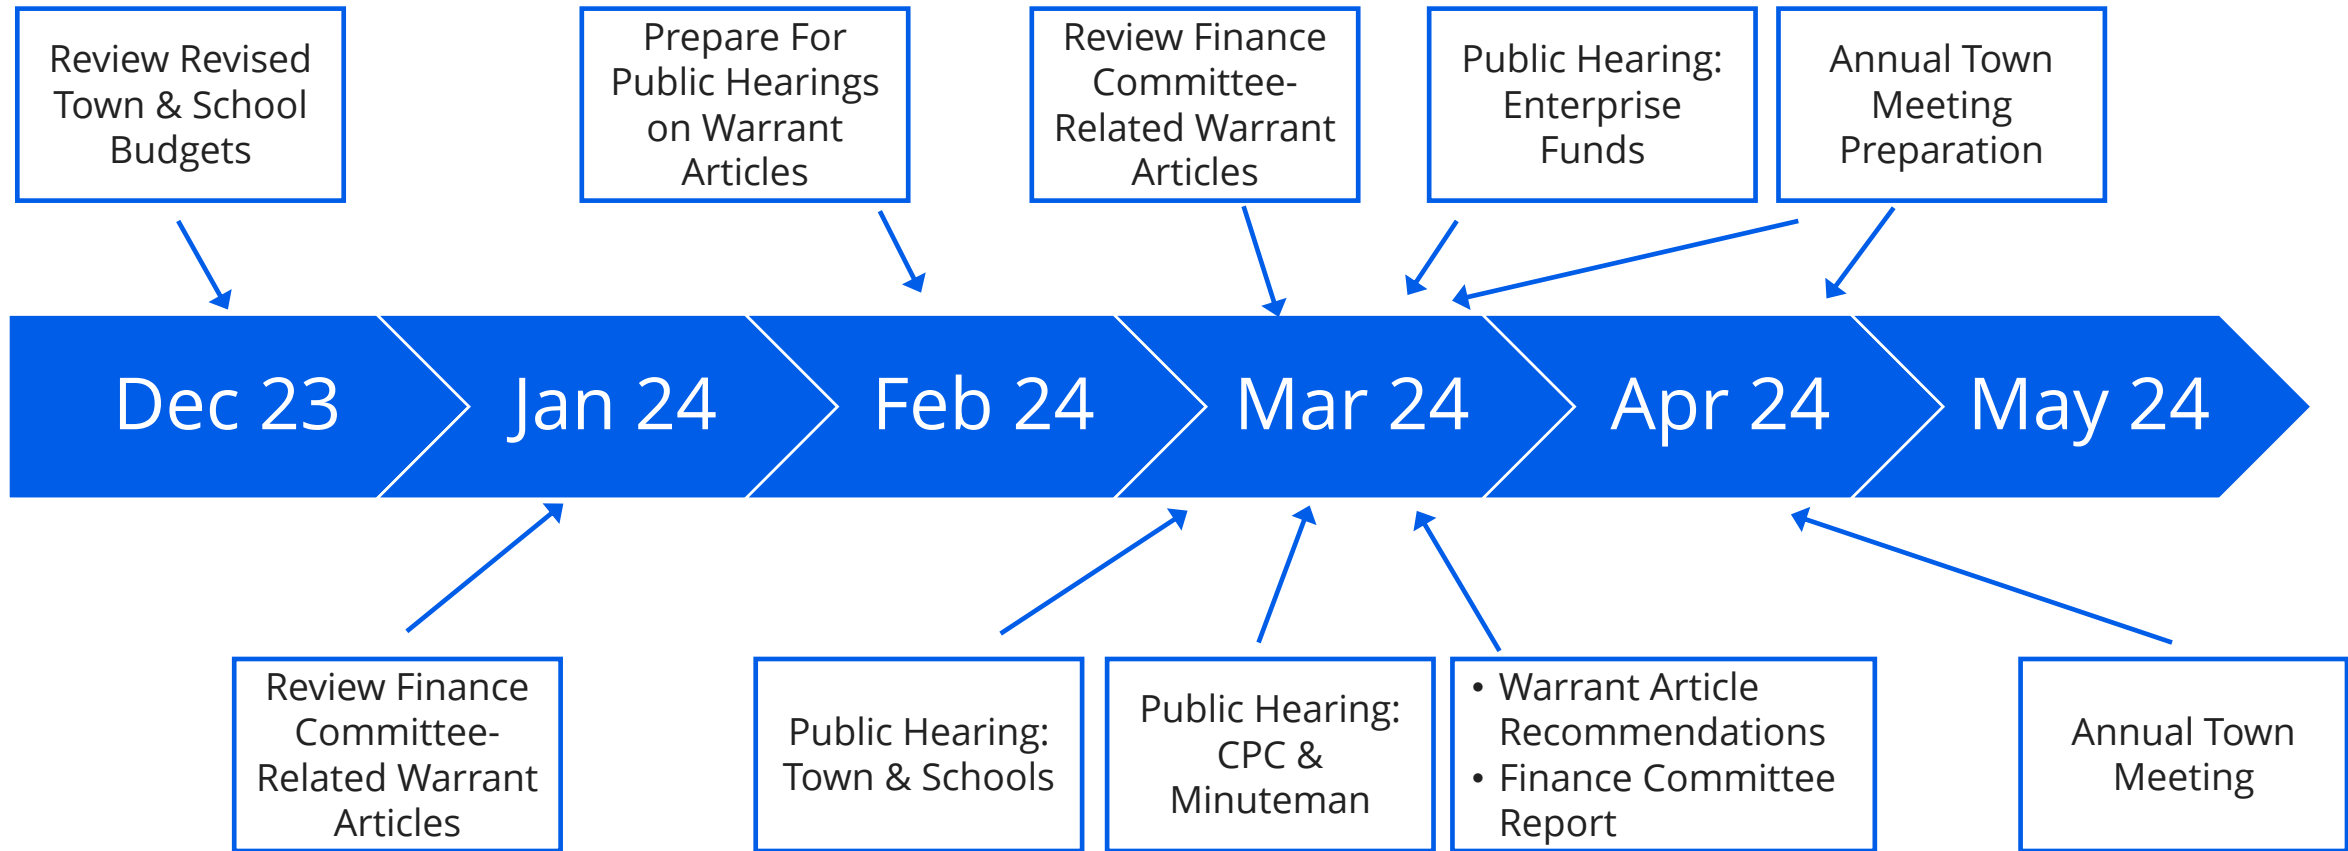 Review Revised
Town & School
Budgets
Prepare For
Public Hearings
on Warrant
Articles
Review Finance
Committee-
Related Warrant
Articles
Public Hearing:
Enterprise
Funds
Annual Town
Meeting
Preparation
Dec 23
Jan 24
Feb 24
Mar 24
Apr 24
May 24
Review Finance
Committee-
Related Warrant
Articles
Public Hearing:
Town & Schools
Public Hearing:
CPC &
Minuteman
• Warrant Article
Recommendations
• Finance Committee
Report
Annual Town
Meeting